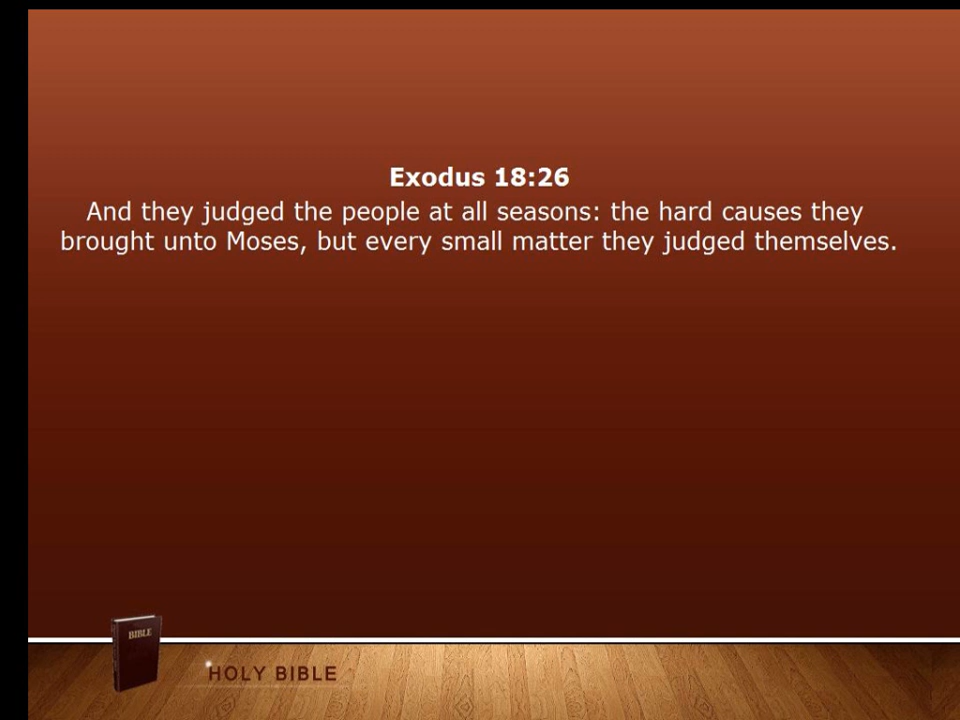 Exodus 18:26
And they judged the people at all seasons: the hard causes they
brought unto Moses, but every small matter they judged themselves.
BIBLE
HOLY BIBLE